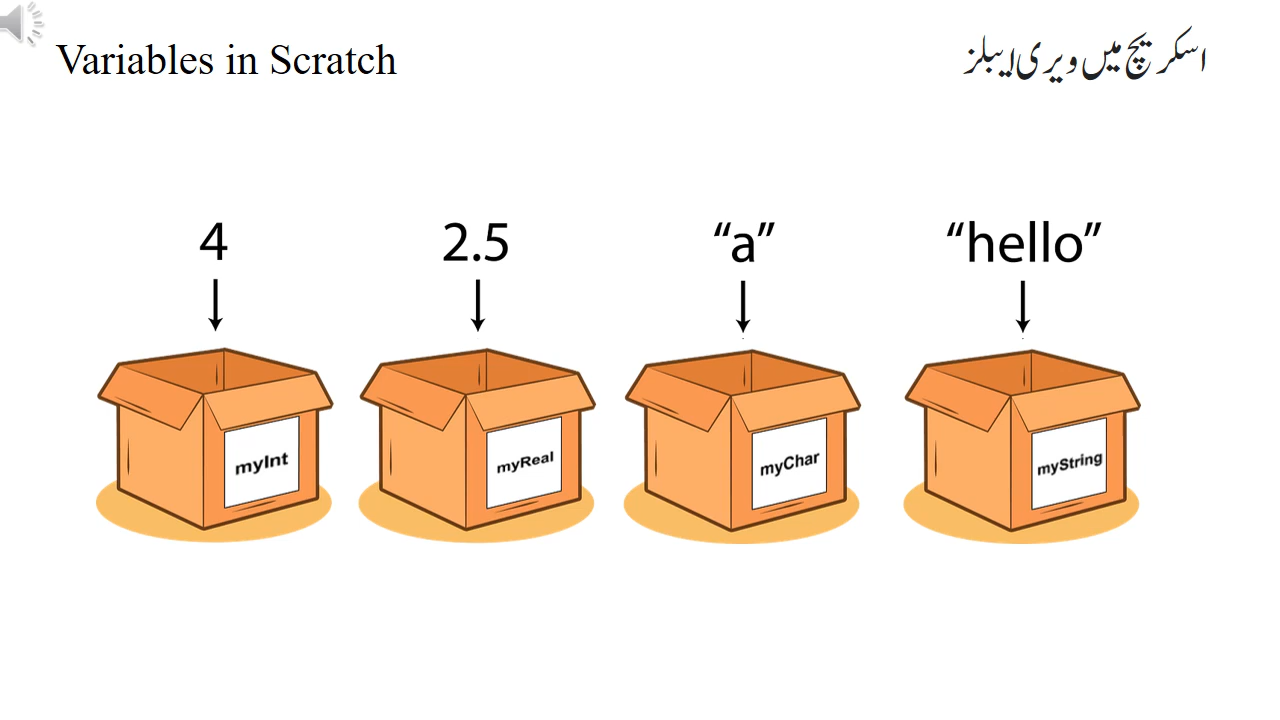 Variables in Scratch
اسکریچ میں ویری ایبلز
4
2.5
“a”
“hello”
myInt
myReal
myChar
myString